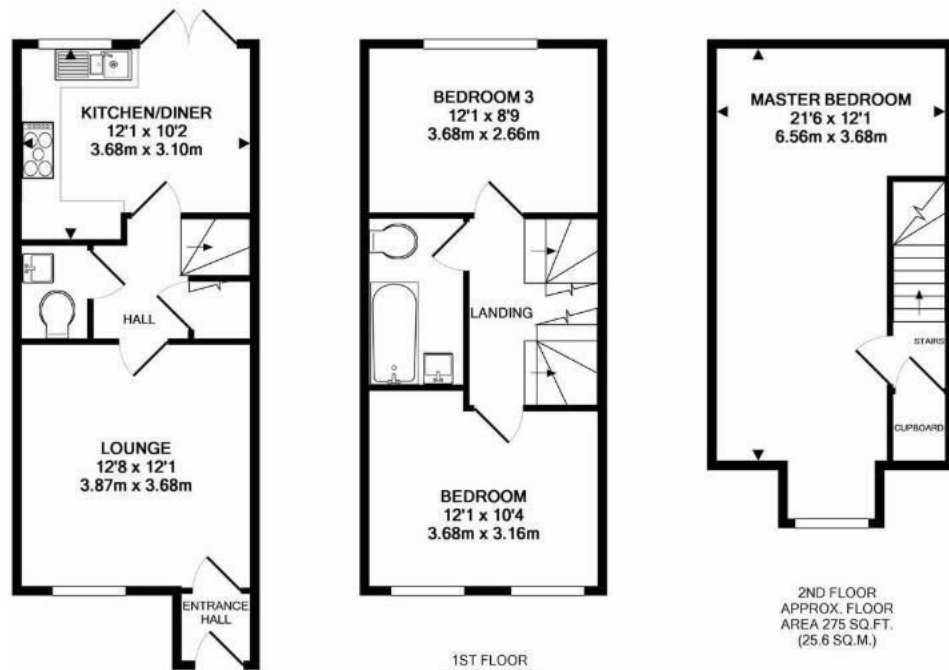 KITCHEN/DINER
12'1 x 10'2
3.68m x 3.10m
HALL
LOUNGE
12'8 x 12'1
3.87m x 3.68m
ENTRANCE
HALL
BEDROOM 3
12'1 x 8'9
3.68m x 2.66m
LANDING
BEDROOM
12'1 x 10'4
3.68m x 3.16m
1ST FLOOR
MASTER BEDROOM
21'6 x 12'1
6.56m x 3.68m
STAIRS
CUPBOARD
2ND FLOOR
APPROX. FLOOR
AREA 275 SQ.FT.
(25.6 SQ.M.)